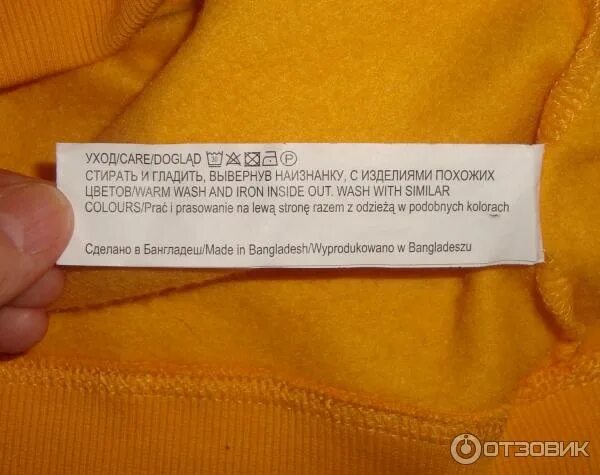 УХОД/CARE/DOGLĄD 30 P
СТИРАТЬ И ГЛАДИТЬ, ВЫВЕРНУВ НАИЗНАНКУ, С ИЗДЕЛИЯМИ ПОХОЖИХ
ЦВЕТОВ/WARM WASH AND IRON INSIDE OUT. WASH WITH SIMILAR
COLOURS/Prać i prasowanie na lewą stronę razem z odzieżą w podobnych kolorach
Сделано в Бангладеш/Made in Bangladesh/Wyprodukowano w Bangladeszu
ОТЗОВИК